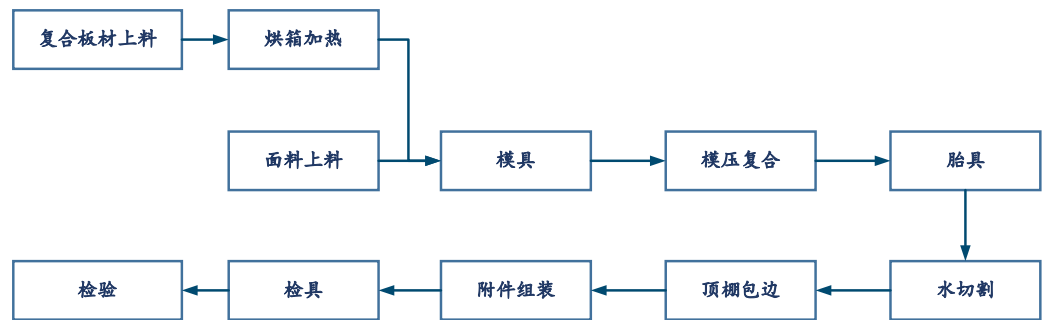 复合板材上料
烘箱加热
面料上料
模具
模压复合
胎具
水切割
顶棚包边
附件组装
检具
检验